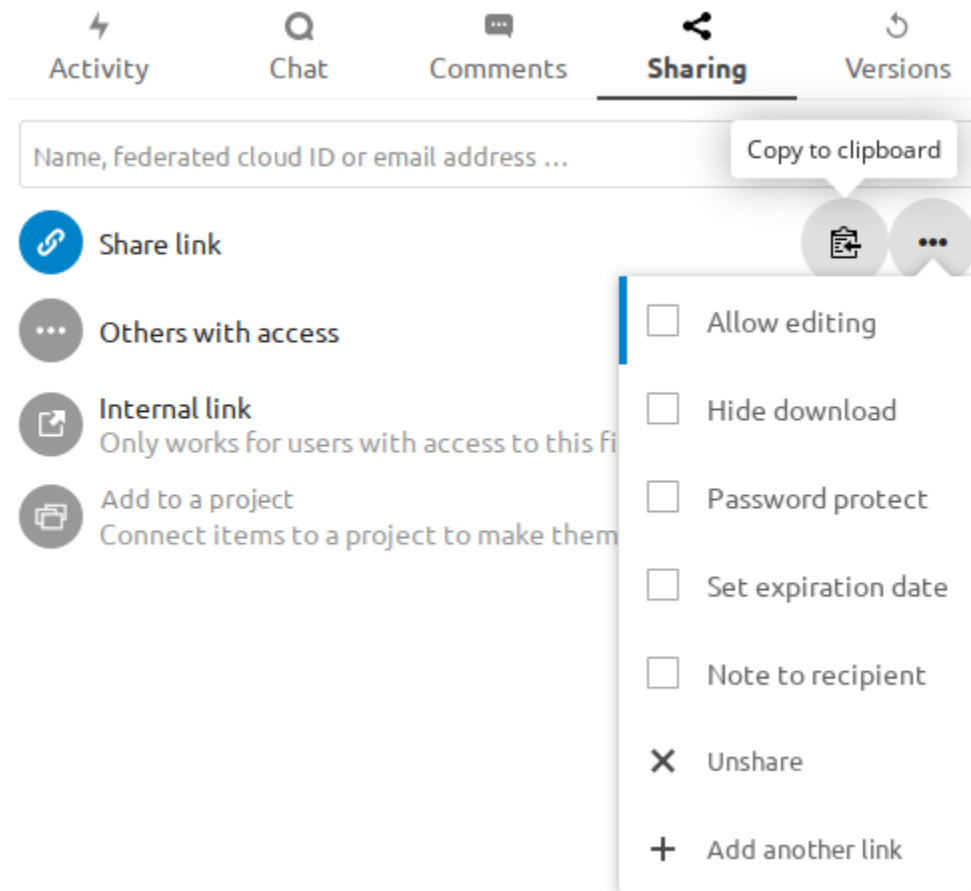 Activity
Chat
Comments
Sharing
Versions
Name, federated cloud ID or email address ...
Copy to clipboard
Share link
Others with access
Internal link
Only works for users with access to this fi
Add to a project
Connect items to a project to make them
Allow editing
Hide download
Password protect
Set expiration date
Note to recipient
Unshare
Add another link